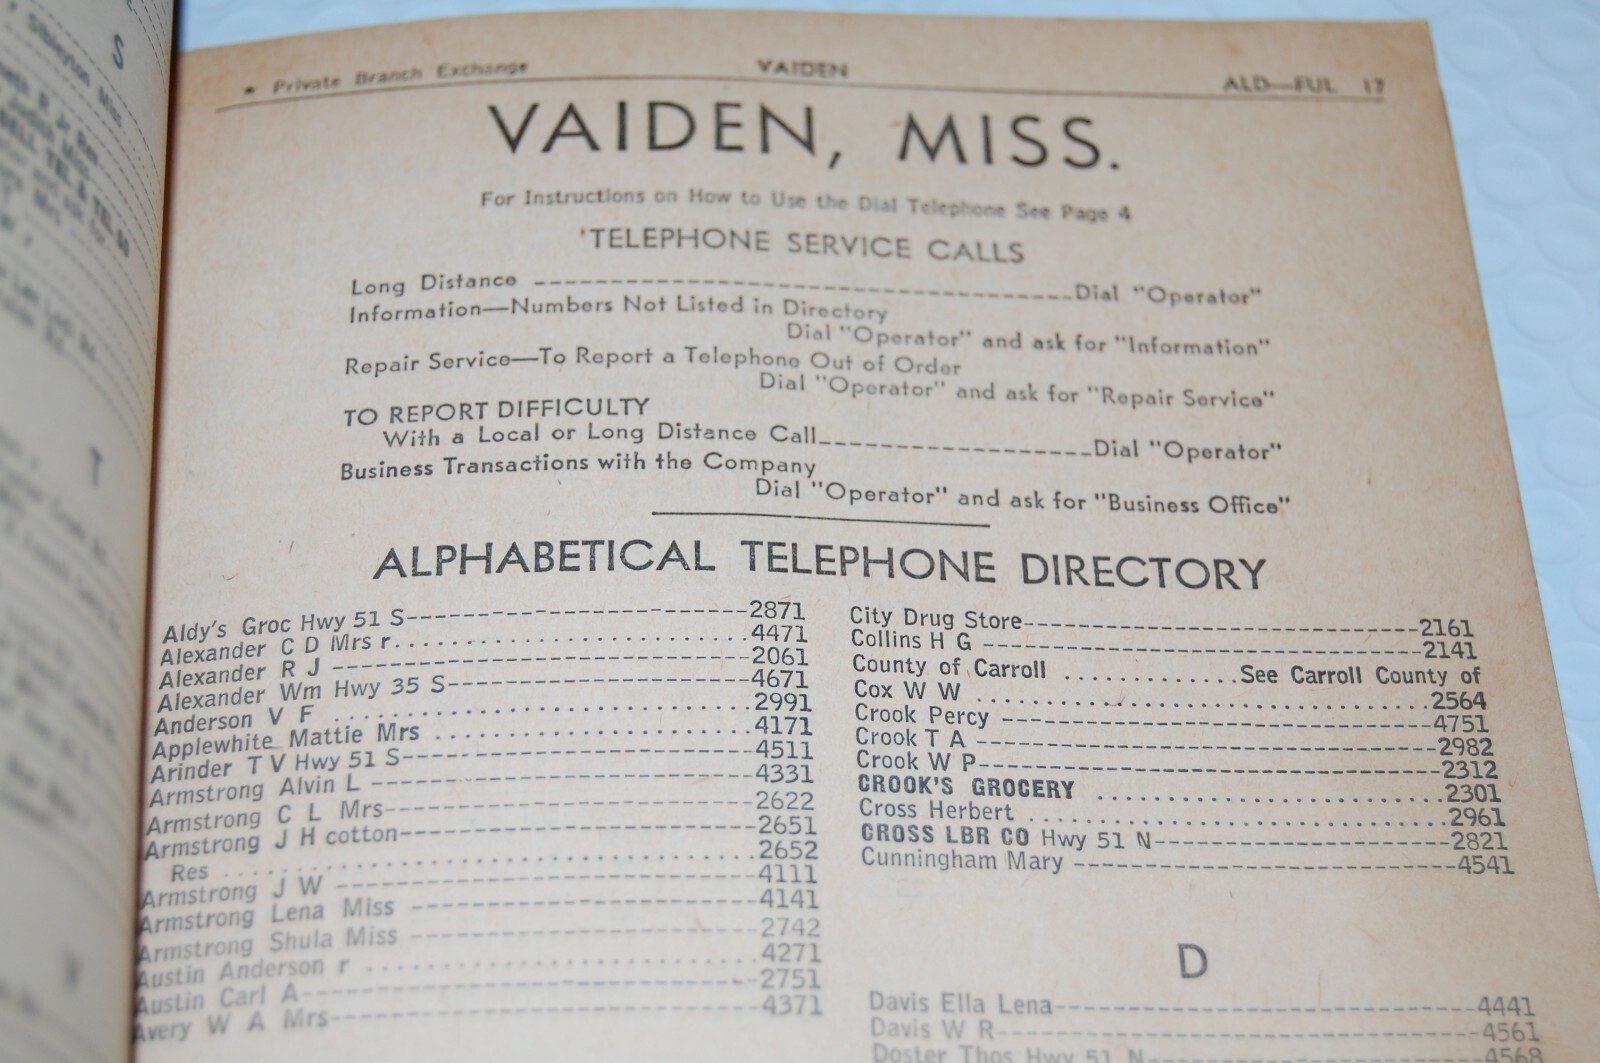 S
Sibleyton Miss
T
* Private Branch Exchange VAIDEN ALD—FUL 17
VAIDEN, MISS.
For Instructions on How to Use the Dial Telephone See Page 4
TELEPHONE SERVICE CALLS
Long Distance ----Dial "Operator"
Information—Numbers Not Listed in Directory
Dial "Operator" and ask for "Information"
Repair Service—To Report a Telephone Out of Order
Dial "Operator" and ask for "Repair Service"
TO REPORT DIFFICULTY
With a Local or Long Distance Call----Dial "Operator"
Business Transactions with the Company
Dial "Operator" and ask for "Business Office"
ALPHABETICAL TELEPHONE DIRECTORY
Aldy's Groc Hwy 51 S----2871
Alexander C D Mrs r....4471
Alexander R J ----2061
Alexander Wm Hwy 35 S----4671
Anderson V F ....2991
Applewhite Mattie Mrs ....4171
Arinder T V Hwy 51 S----4511
Armstrong Alvin L ----4331
Armstrong C L Mrs----2622
Armstrong J H cotton----2651
Res ....2652
Armstrong J W ----4111
Armstrong Lena Miss ----4141
Armstrong Shula Miss ----2742
Austin Anderson r ....4271
Austin Carl A----2751
Avery W A Mrs----4371
City Drug Store----2161
Collins H G ----2141
County of Carroll ....See Carroll County of
Cox W W ....2564
Crook Percy ----4751
Crook T A ----2982
Crook W P----2312
CROOK'S GROCERY ....2301
Cross Herbert ....2961
CROSS LBR CO Hwy 51 N----2821
Cunningham Mary ----4541
D
Davis Ella Lena----4441
Davis W R----4561
Doster Thos Hwy 51 N----4568